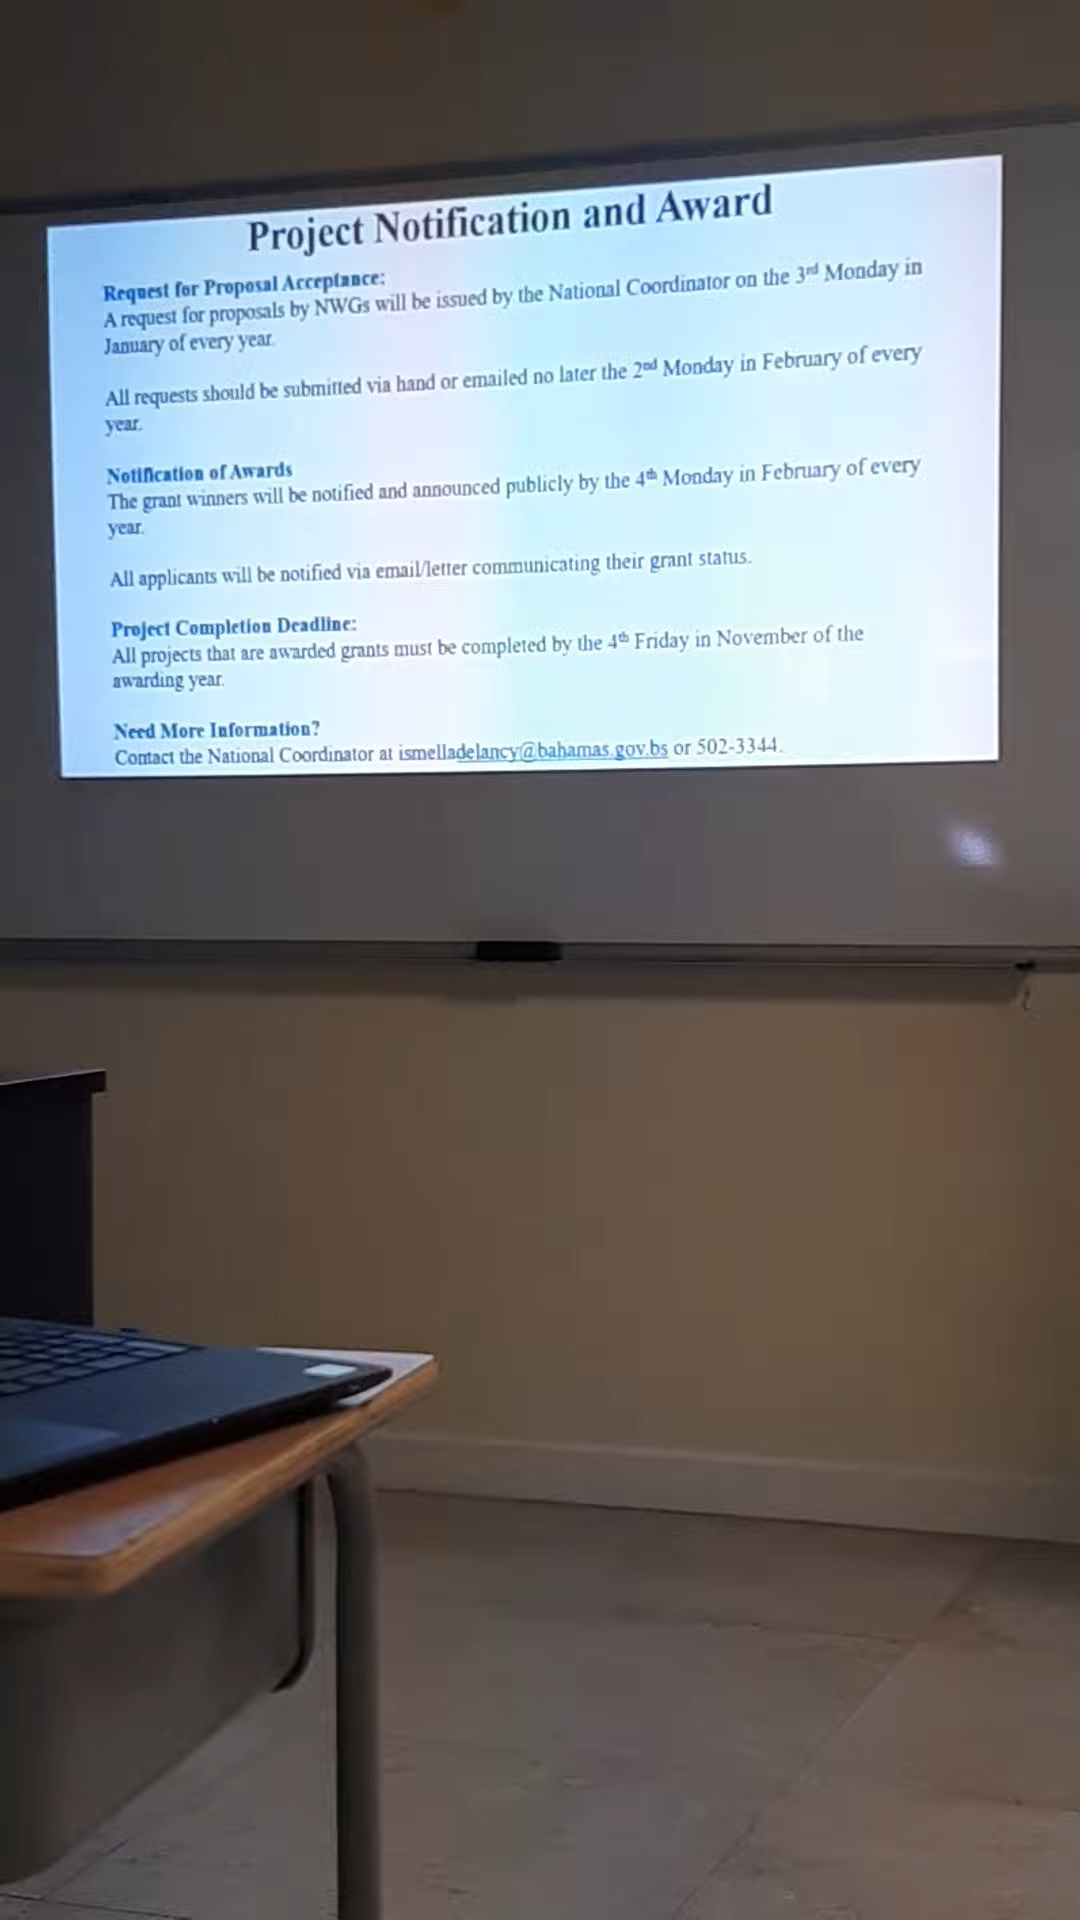 Project Notification and Award
Request for Proposal Acceptance:
A request for proposals by NWGs will be issued by the National Coordinator on the 3rd Monday in
January of every year.
All requests should be submitted via hand or emailed no later the 2nd Monday in February of every
year.
Notification of Awards
The grant winners will be notified and announced publicly by the 4th Monday in February of every
year.
All applicants will be notified via email/letter communicating their grant status.
Project Completion Deadline:
All projects that are awarded grants must be completed by the 4th Friday in November of the
awarding year.
Need More Information?
Contact the National Coordinator at ismelladelancy@bahamas.gov.bs or 502-3344.